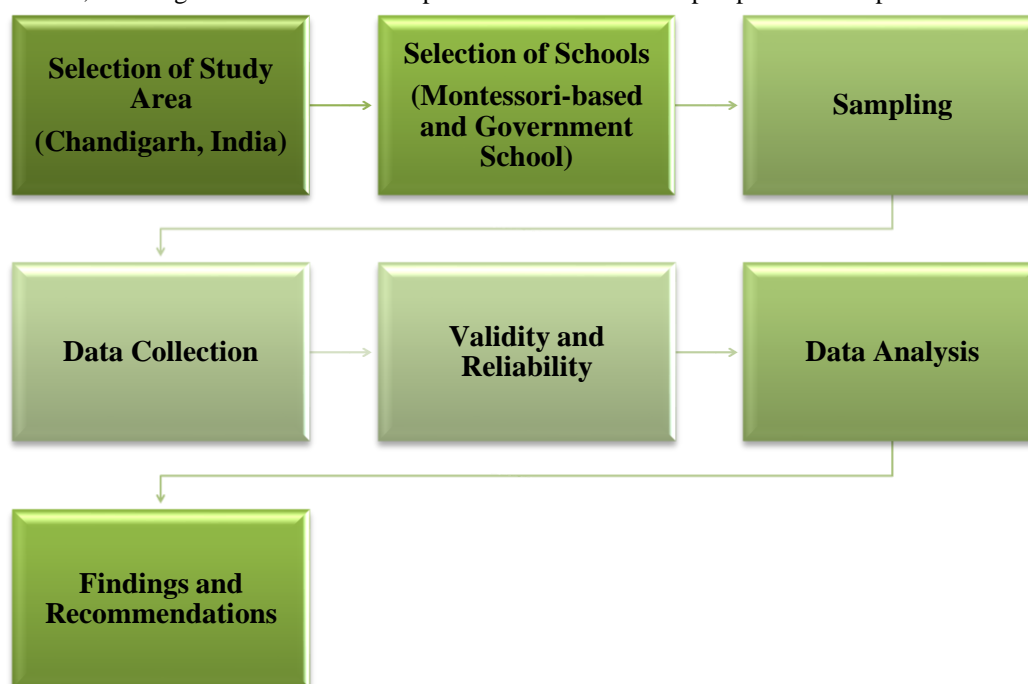 Selection of Study
Area
(Chandigarh, India)
Selection of Schools
(Montessori-based
and Government
School)
Sampling
Data Collection
Validity and
Reliability
Data Analysis
Findings and
Recommendations